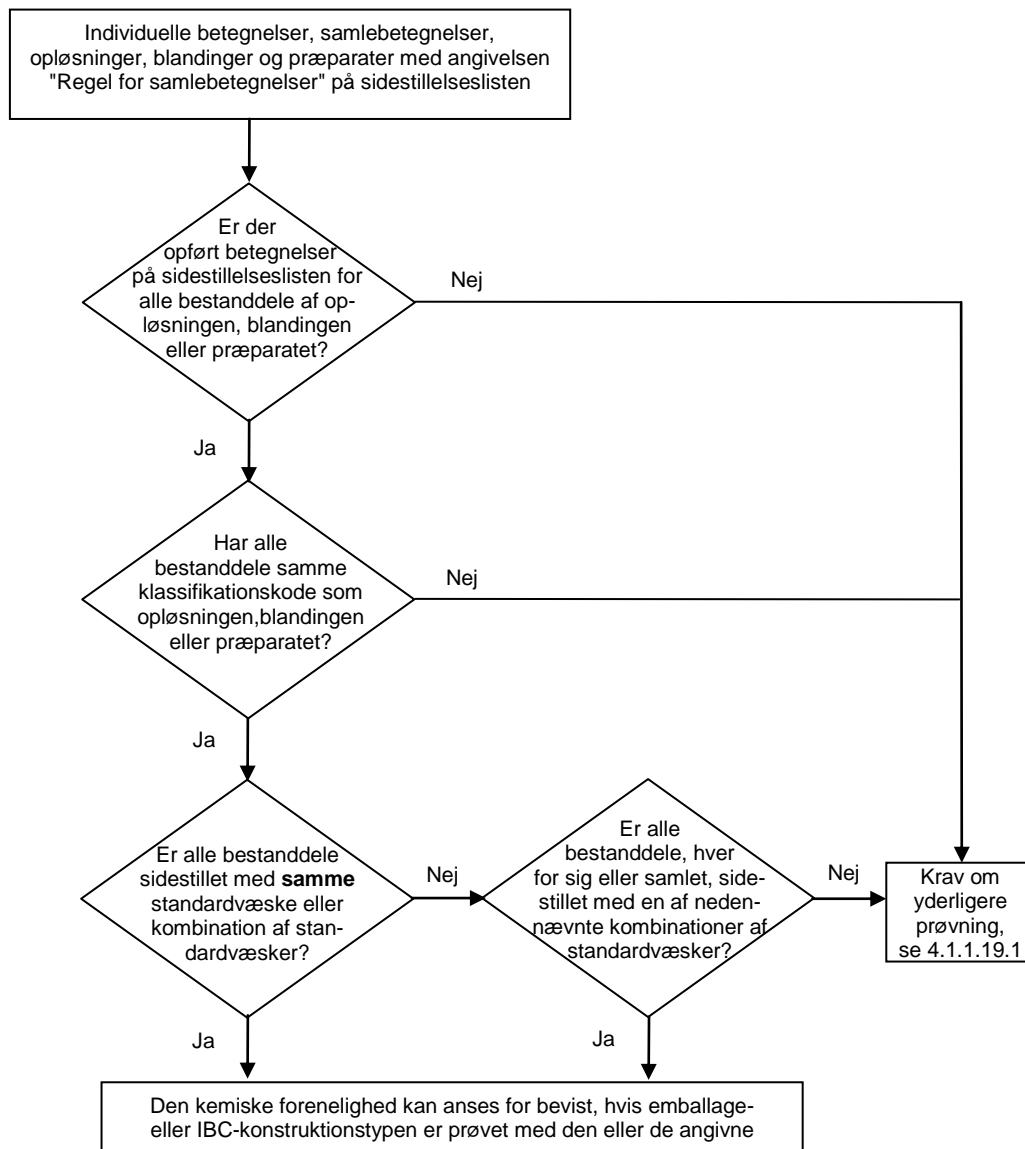 Individuelle betegnelser, samlebetegnelser,
opløsninger, blandinger og præparater med angivelsen
"Regel for samlebetegnelser" på sidestillelseslisten
Er der
opført betegnelser
på sidestillelseslisten for
alle bestanddele af op-
løsningen, blandingen
eller præparatet?
Nej
Ja
Har alle
bestanddele samme
klassifikationskode som
opløsningen,blandingen
eller præparatet?
Nej
Ja
Er alle bestanddele
sidestillet med samme
standardvæske eller
kombination af stan-
dardvæsker?
Nej
Er alle
bestanddele, hver
for sig eller samlet, side-
stillet med en af neden-
nævnte kombinationer af
standardvæsker?
Nej
Krav om
yderligere
prøvning,
se 4.1.1.19.1
Ja
Ja
Den kemiske forenelighed kan anses for bevist, hvis emballage-
eller IBC-konstruktionstypen er prøvet med den eller de angivne